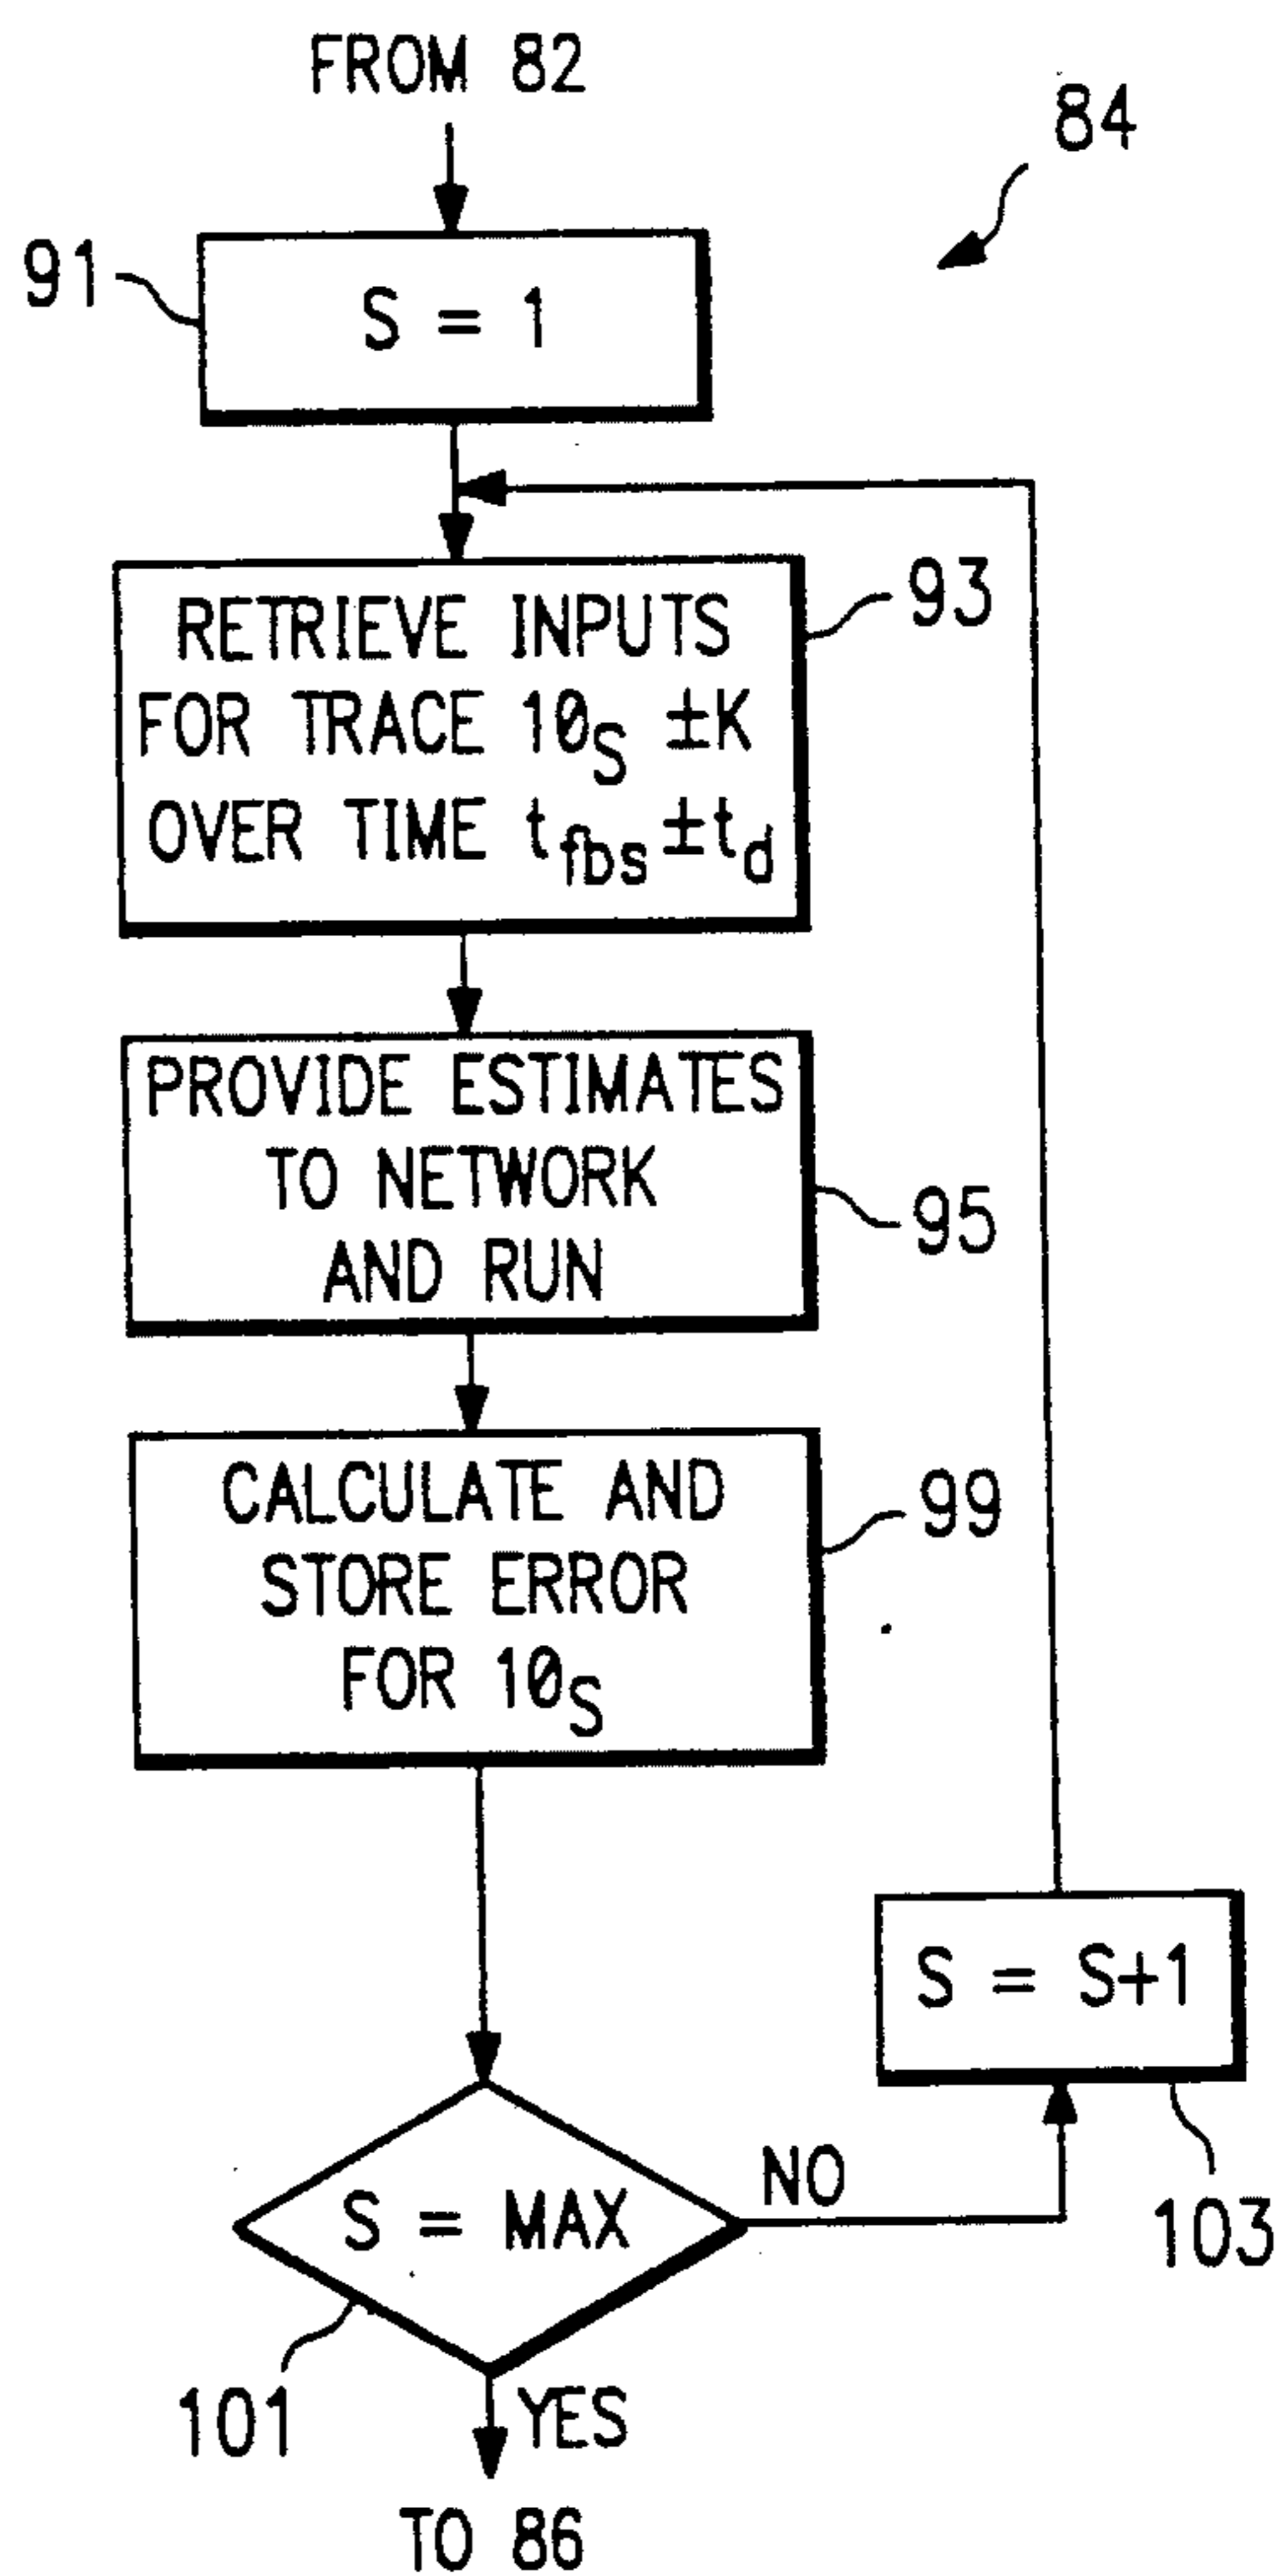 FROM 82
84
91
S = 1
RETRIEVE INPUTS
FOR TRACE 10S ±K
OVER TIME tfbs ±td
93
PROVIDE ESTIMATES
TO NETWORK
AND RUN
95
CALCULATE AND
STORE ERROR
FOR 10S
99
S = S+1
103
S = MAX
NO
101
YES
TO 86